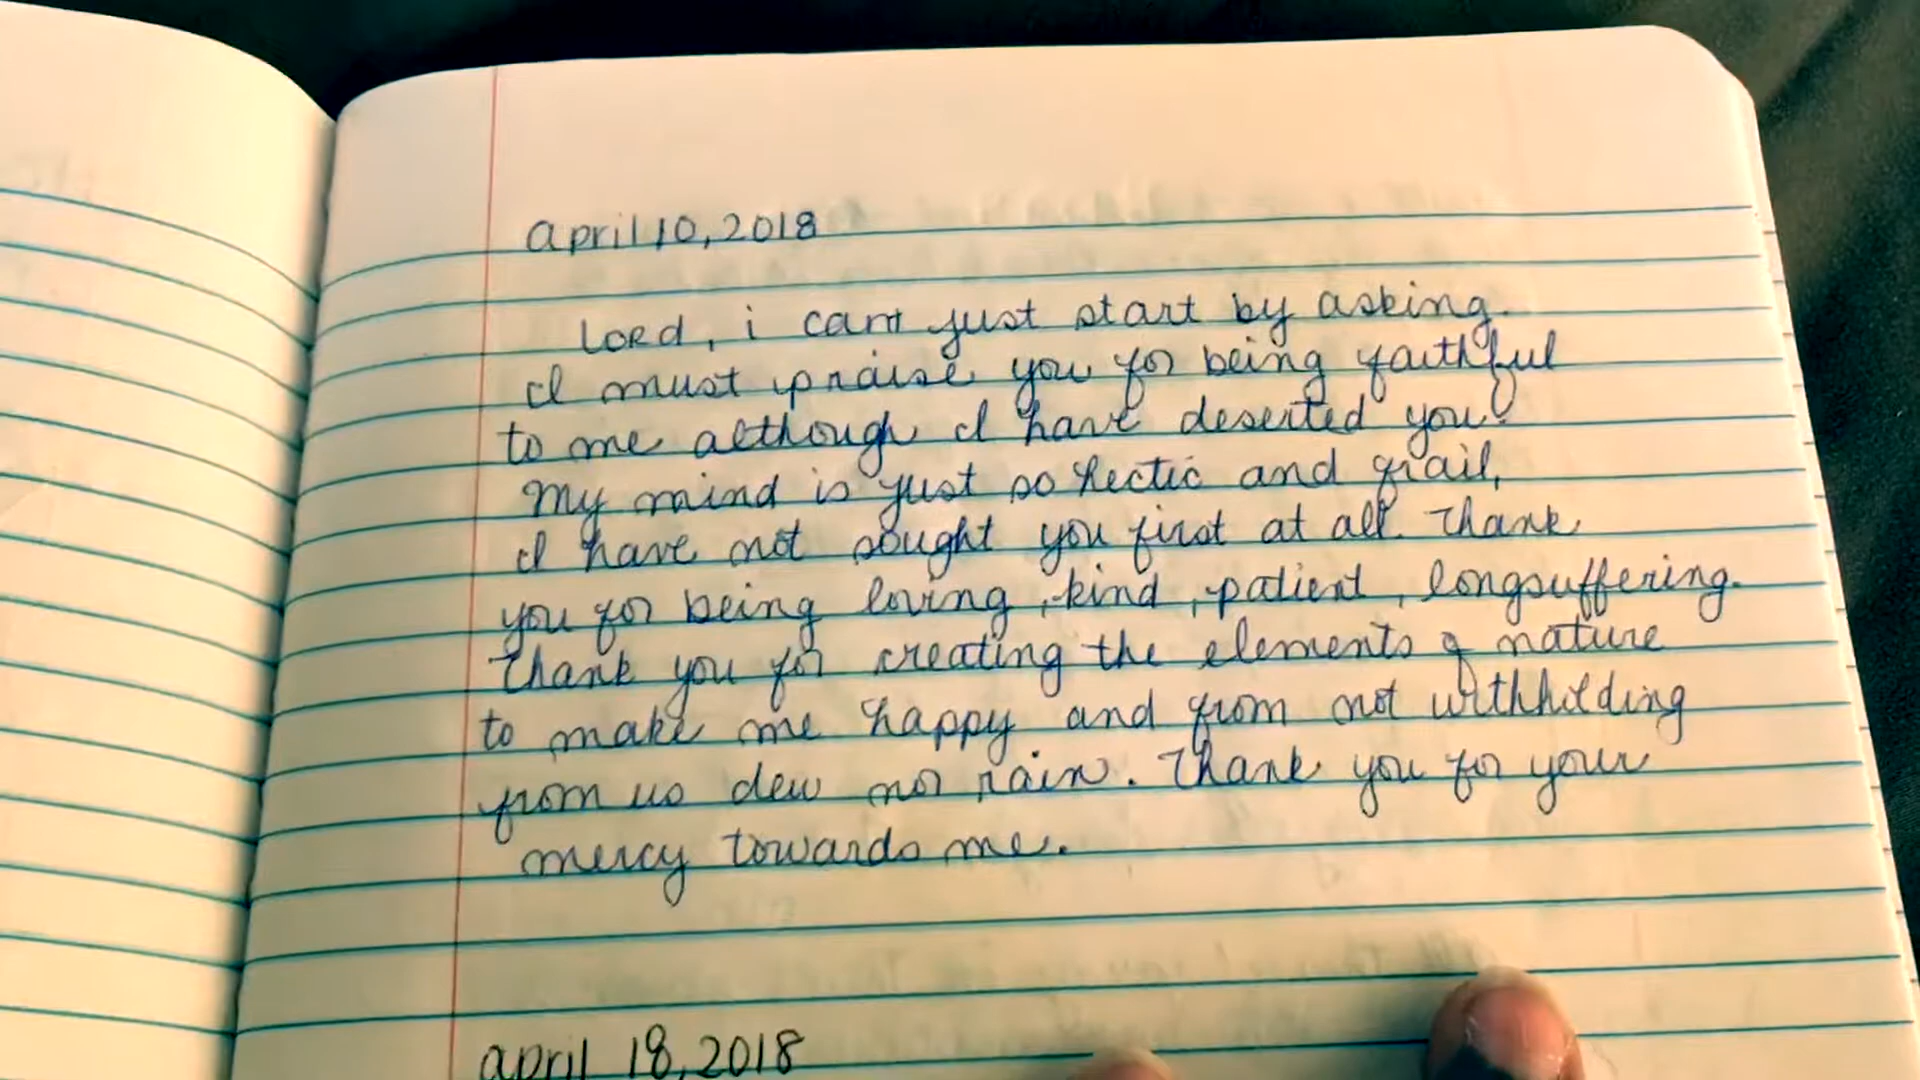 april 10, 2018
Lord, i cant just start by asking.
I must praise you for being faithful
to me although I have deserted you.
My mind is just so hectic and frail,
I have not sought you first at all. Thank
you for being loving, kind, patient, longsuffering.
Thank you for creating the elements of nature
to make me happy and from not withholding
from us dew nor rain. Thank you for your
mercy towards me.
april 18, 2018